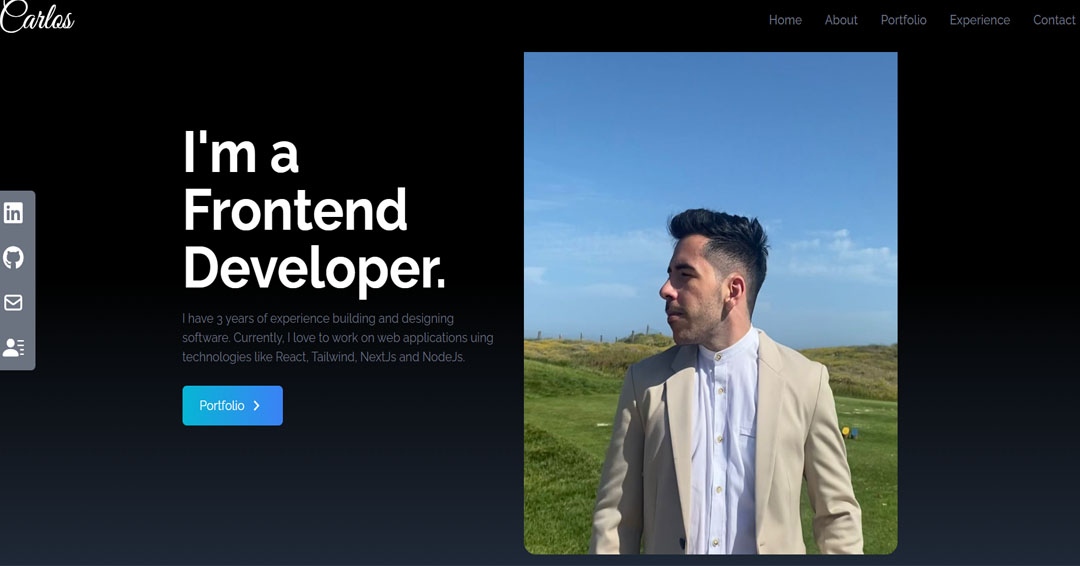 Carlos
Home About Portfolio Experience Contact
I'm a
Frontend
Developer.
I have 3 years of experience building and designing
software. Currently, I love to work on web applications uing
technologies like React, Tailwind, NextJs and NodeJs.
Portfolio
in